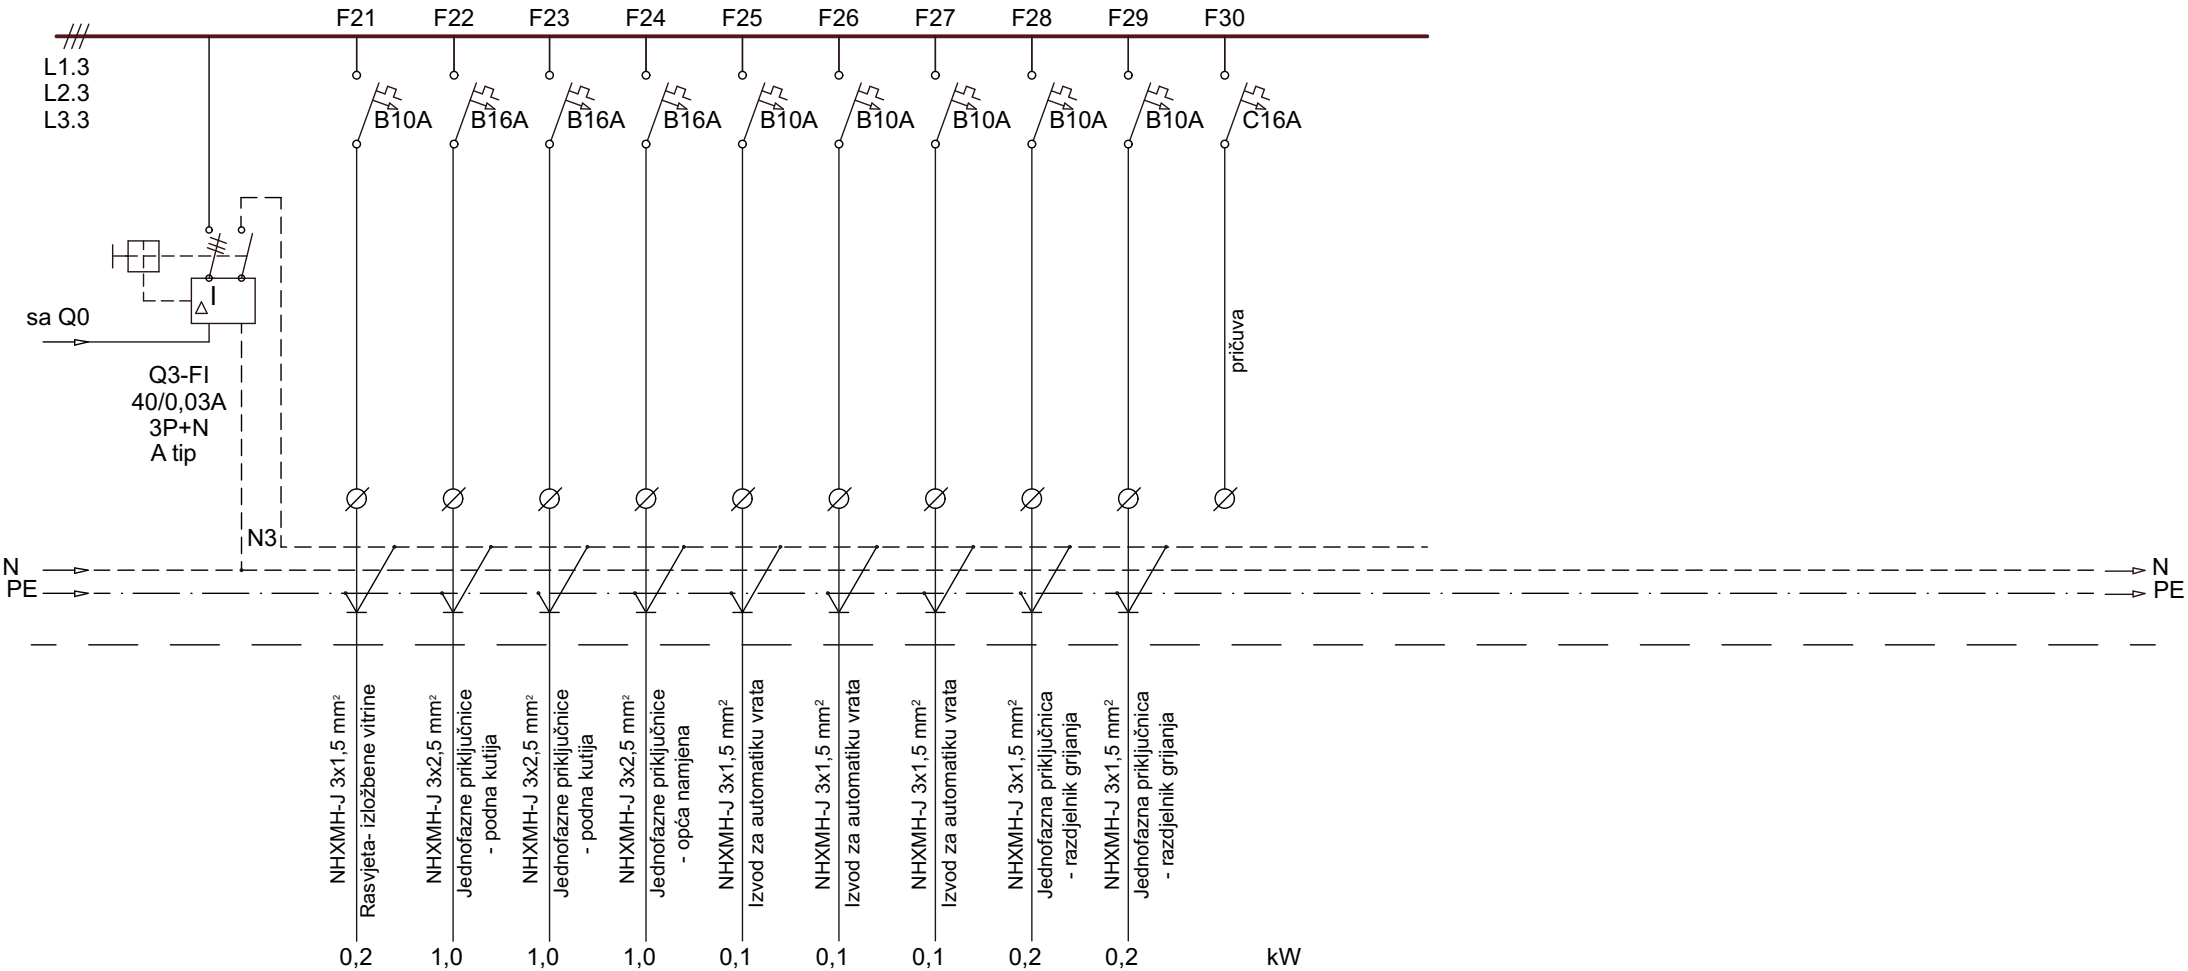 F21 F22 F23 F24 F25 F26 F27 F28 F29 F30
L1.3
L2.3
L3.3
B10A B16A B16A B16A B10A B10A B10A B10A B10A C16A
I
sa Q0
Q3-FI
40/0,03A
3P+N
A tip
pričuva
N3
N
PE
N
PE
NHXMH-J 3x1,5 mm²
Rasvjeta- izložbene vitrine
NHXMH-J 3x2,5 mm²
Jednofazne priključnice
- podna kutija
NHXMH-J 3x2,5 mm²
Jednofazne priključnice
- podna kutija
NHXMH-J 3x2,5 mm²
Jednofazne priključnice
- opća namjena
NHXMH-J 3x1,5 mm²
Izvod za automatiku vrata
NHXMH-J 3x1,5 mm²
Izvod za automatiku vrata
NHXMH-J 3x1,5 mm²
Izvod za automatiku vrata
NHXMH-J 3x1,5 mm²
Jednofazna priključnica
- razdjelnik grijanja
NHXMH-J 3x1,5 mm²
Jednofazna priključnica
- razdjelnik grijanja
0,2 1,0 1,0 1,0 0,1 0,1 0,1 0,2 0,2 kW